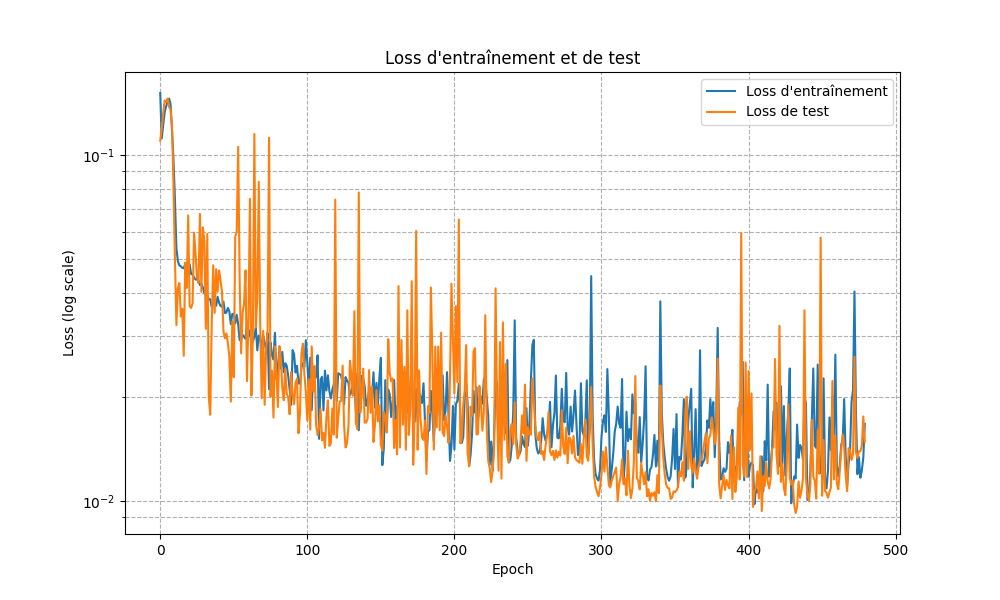 Loss d'entraînement et de test
Loss d'entraînement
Loss de test
10⁻¹
10⁻²
Loss (log scale)
0 100 200 300 400 500
Epoch